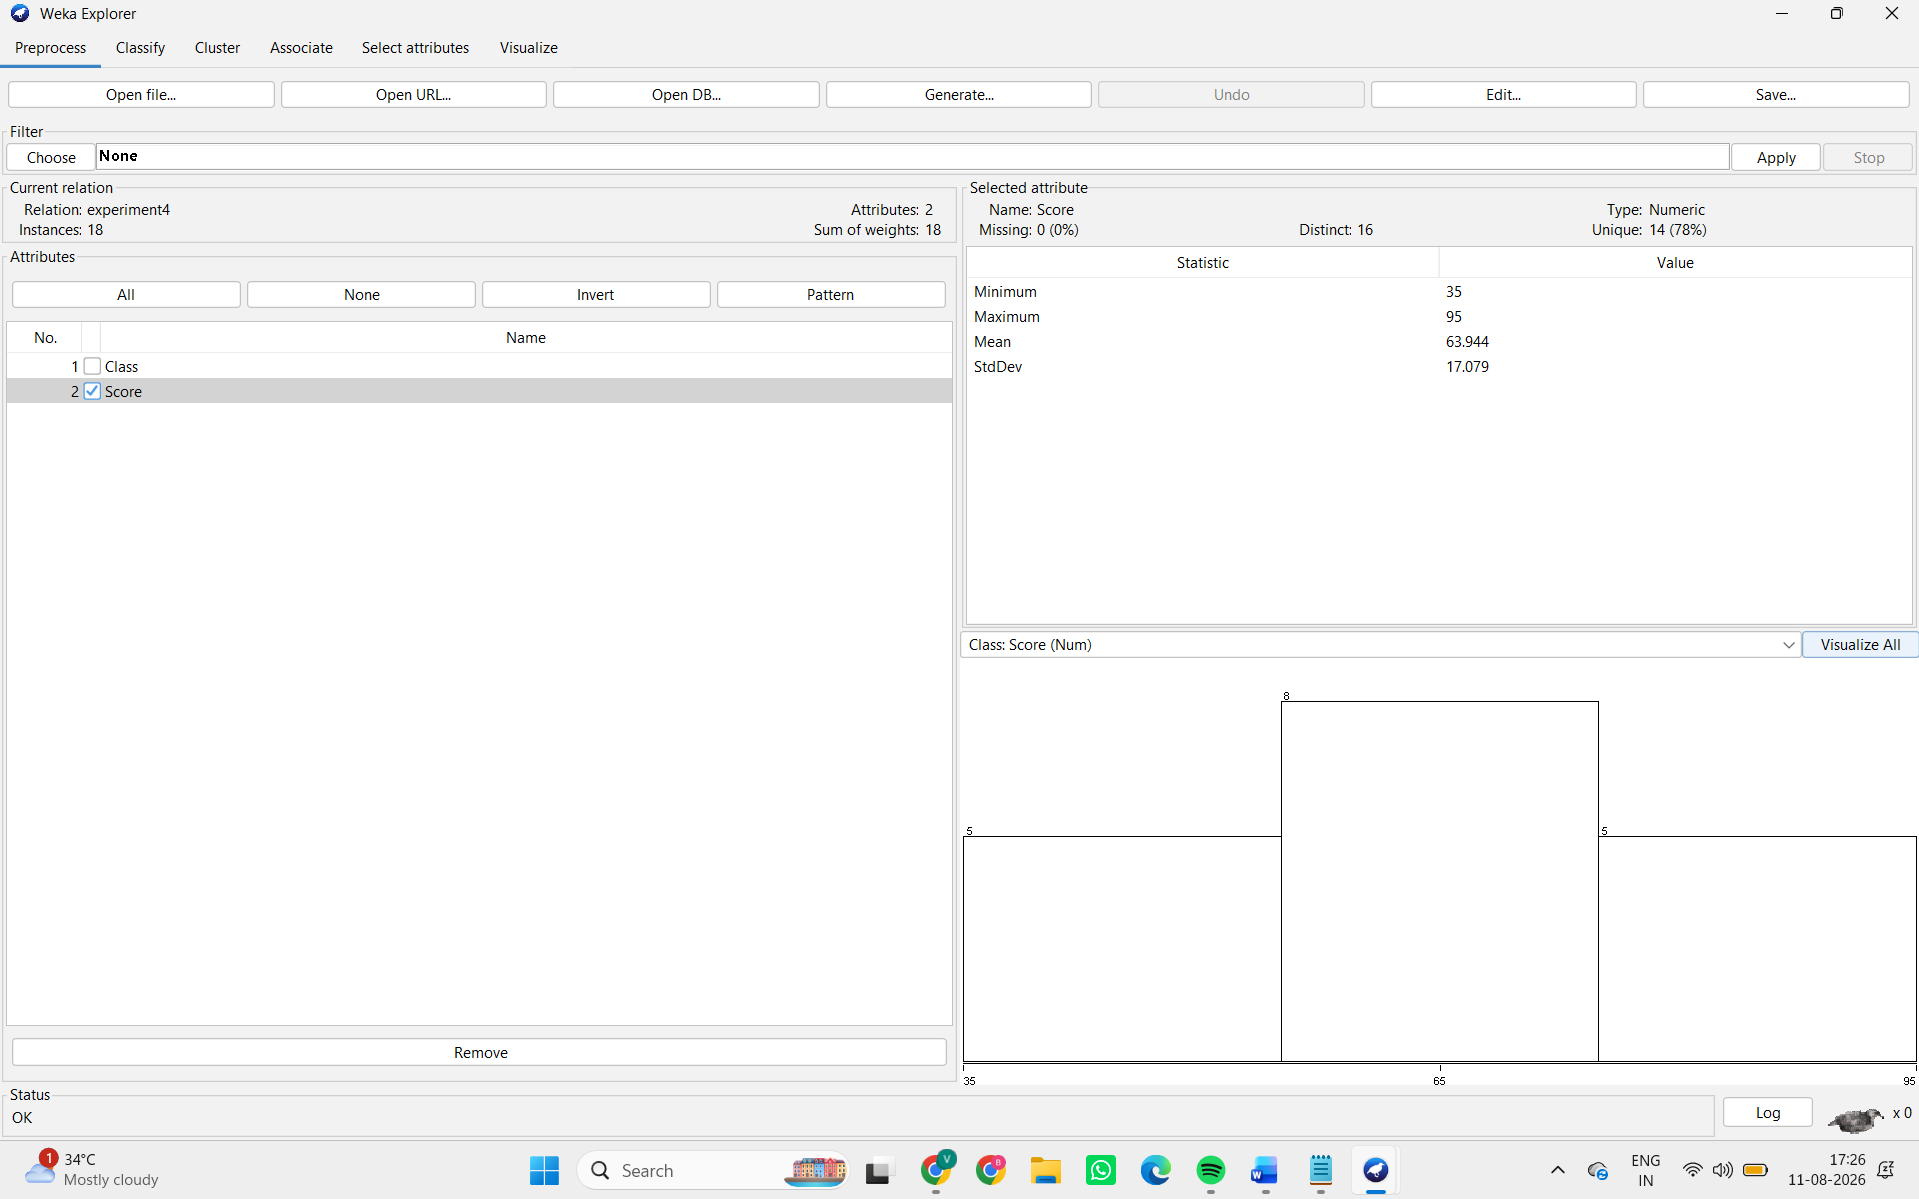 Weka Explorer
Preprocess Classify Cluster Associate Select attributes Visualize
Open file... Open URL... Open DB... Generate... Undo Edit... Save...
Filter
Choose None Apply Stop
Current relation
Relation: experiment4 Attributes: 2
Instances: 18 Sum of weights: 18
Attributes
All None Invert Pattern
No. Name
1 Class
2 Score
Remove
Selected attribute
Name: Score Type: Numeric
Missing: 0 (0%) Distinct: 16 Unique: 14 (78%)
Statistic Value
Minimum 35
Maximum 95
Mean 63.944
StdDev 17.079
Class: Score (Num) Visualize All
8
5 5
35 65 95
Status
OK
Log x 0
1 34°C
Mostly cloudy
Search
V
B
W
ENG
IN
17:26
11-08-2026